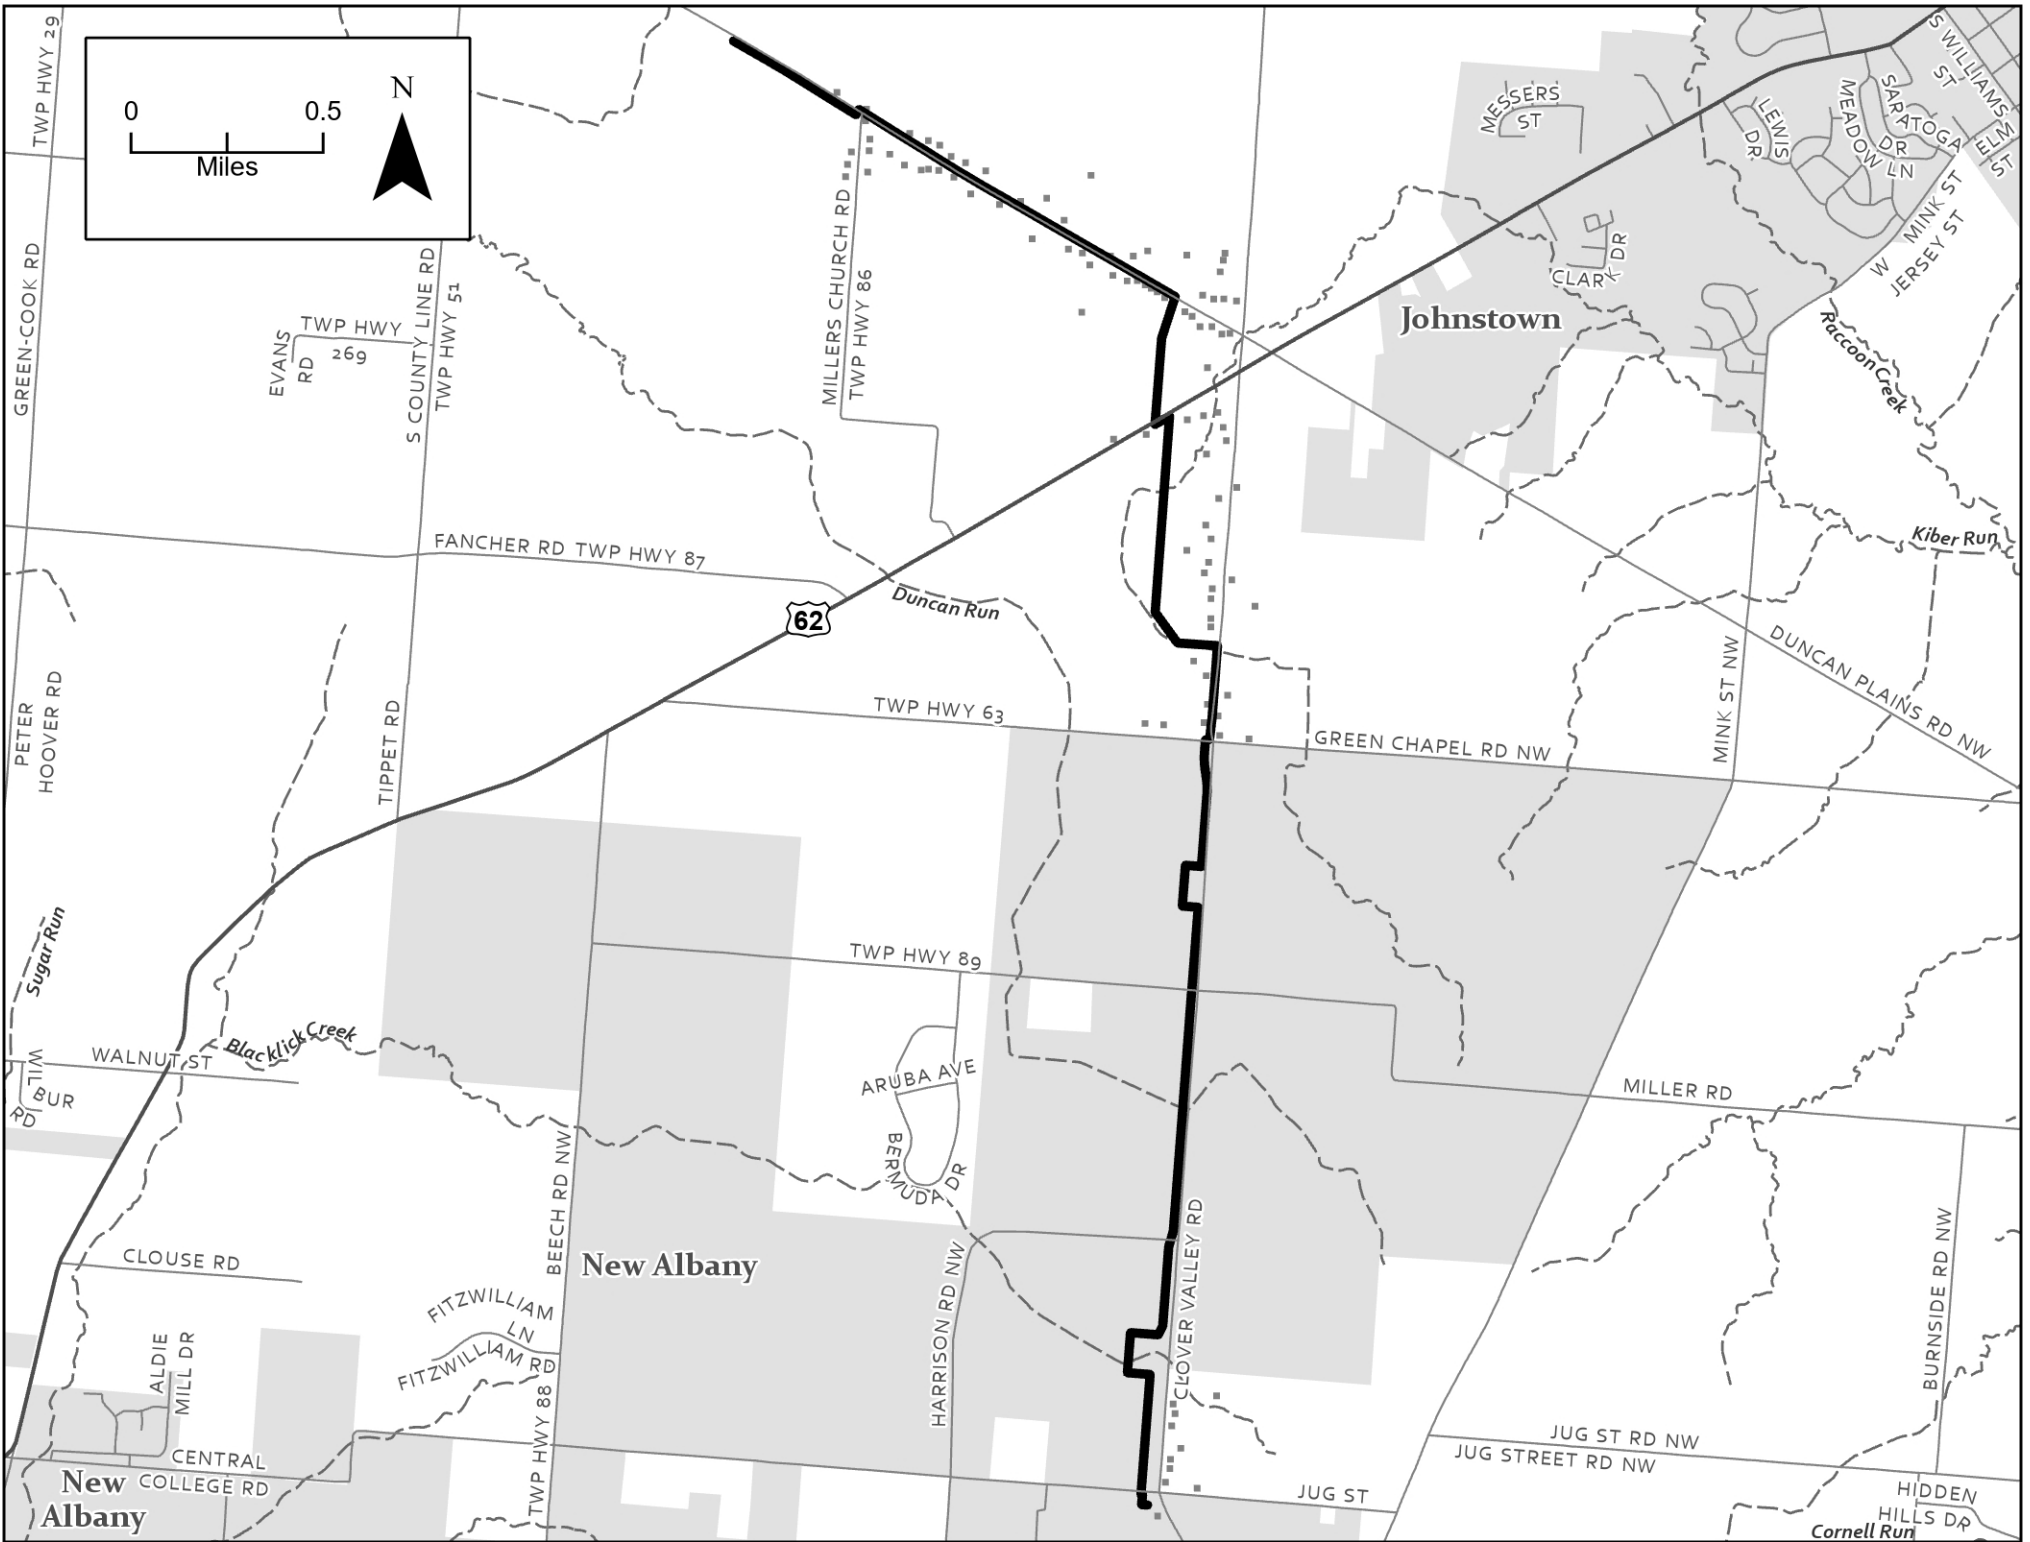 0 0.5
Miles
N
TWP HWY 29
GREEN-COOK RD
PETER
HOOVER RD
EVANS
RD
TWP HWY
269
S COUNTY LINE RD
TWP HWY 51
TIPPET RD
MILLERS CHURCH RD
TWP HWY 86
FANCHER RD TWP HWY 87
62
Duncan Run
TWP HWY 63
GREEN CHAPEL RD NW
MESSERS
ST
LEWIS
DR
MEADOW
LN
SARATOGA
DR
S WILLIAMS
ST
ELM
ST
W MINK ST
JERSEY ST
CLARK DR
Johnstown
Raccoon Creek
Kiber Run
MINK ST NW
DUNCAN PLAINS RD NW
Sugar Run
WALNUT ST
WILBUR
RD
Blacklick Creek
TWP HWY 89
ARUBA AVE
BERMUDA DR
MILLER RD
BEECH RD NW
TWP HWY 88
New Albany
HARRISON RD NW
CLOVER VALLEY RD
BURNSIDE RD NW
CLOUSE RD
FITZWILLIAM
LN
FITZWILLIAM RD
ALDIE
MILL DR
CENTRAL
COLLEGE RD
New
Albany
JUG ST
JUG ST RD NW
JUG STREET RD NW
HIDDEN
HILLS DR
Cornell Run